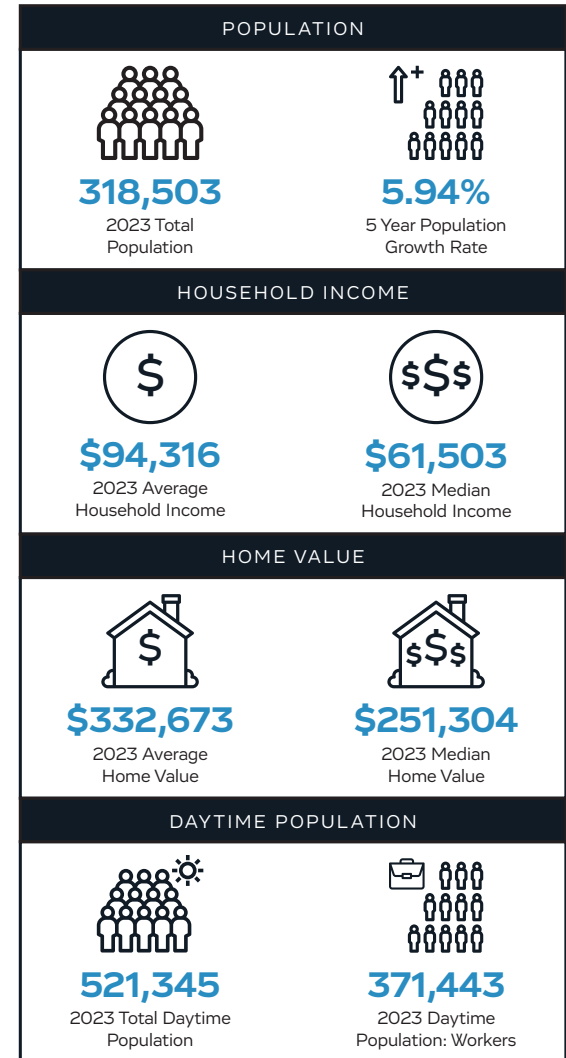 POPULATION
318,503
2023 Total
Population
5.94%
5 Year Population
Growth Rate
HOUSEHOLD INCOME
$
$94,316
2023 Average
Household Income
$$$
$61,503
2023 Median
Household Income
HOME VALUE
$
$332,673
2023 Average
Home Value
$$$
$251,304
2023 Median
Home Value
DAYTIME POPULATION
521,345
2023 Total Daytime
Population
371,443
2023 Daytime
Population: Workers